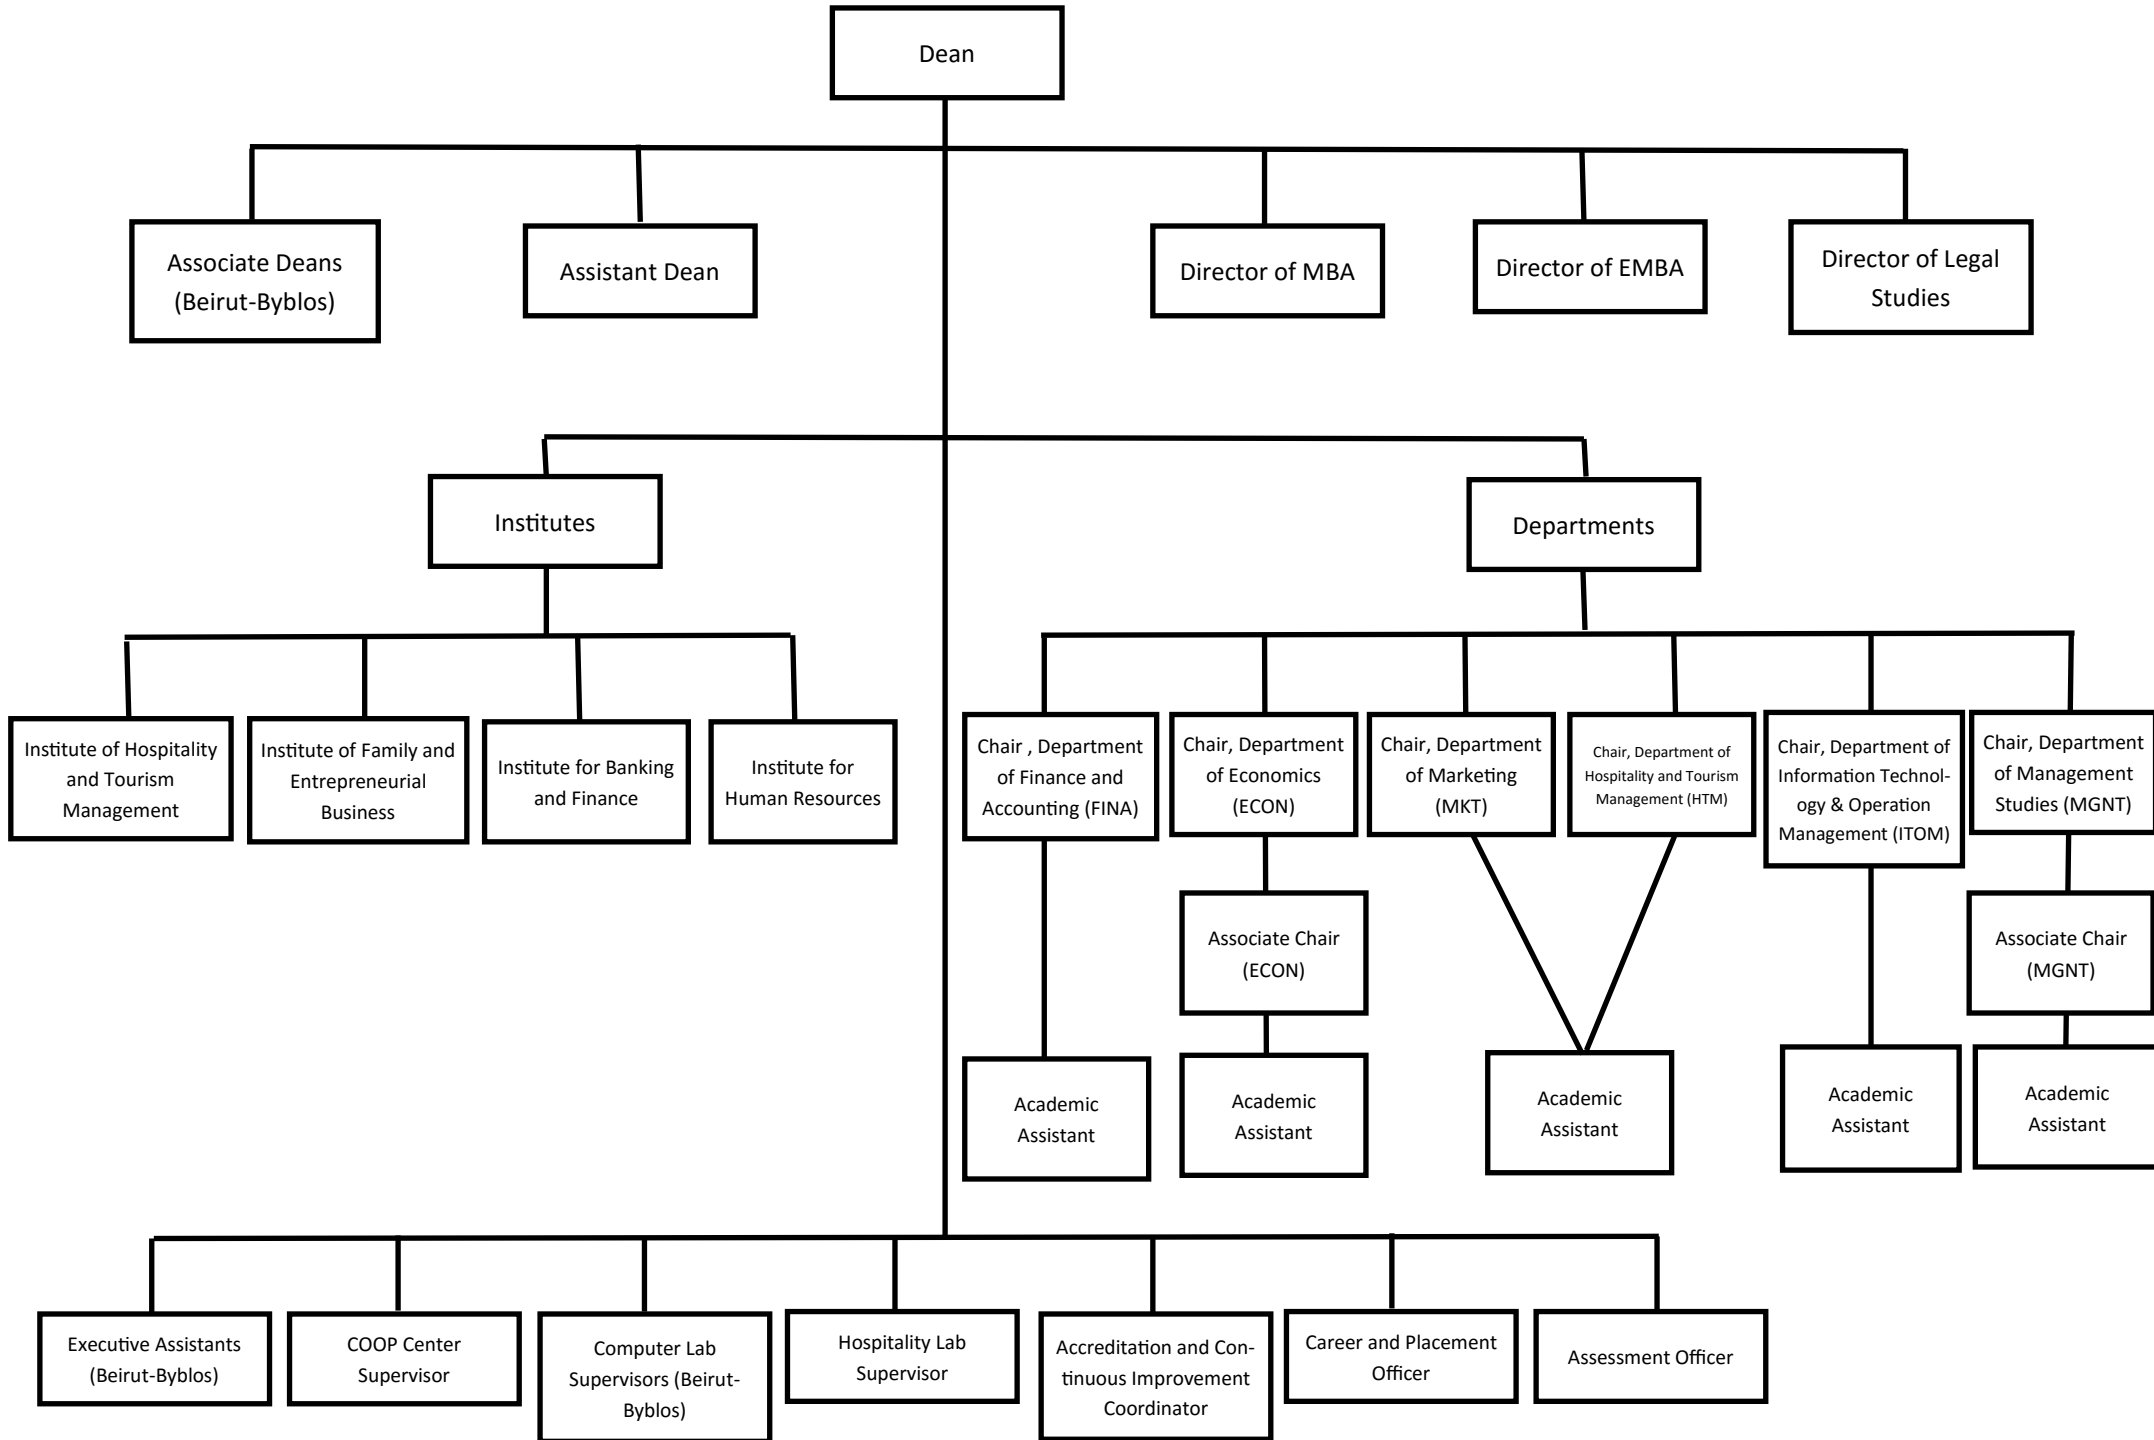 Dean
Associate Deans
(Beirut-Byblos)
Assistant Dean
Director of MBA
Director of EMBA
Director of Legal
Studies
Institutes
Departments
Institute of Hospitality
and Tourism
Management
Institute of Family and
Entrepreneurial
Business
Institute for Banking
and Finance
Institute for
Human Resources
Chair , Department
of Finance and
Accounting (FINA)
Chair, Department
of Economics
(ECON)
Chair, Department
of Marketing
(MKT)
Chair, Department of
Hospitality and Tourism
Management (HTM)
Chair, Department of
Information Technol-
ogy & Operation
Management (ITOM)
Chair, Department
of Management
Studies (MGNT)
Associate Chair
(ECON)
Associate Chair
(MGNT)
Academic
Assistant
Academic
Assistant
Academic
Assistant
Academic
Assistant
Academic
Assistant
Executive Assistants
(Beirut-Byblos)
COOP Center
Supervisor
Computer Lab
Supervisors (Beirut-
Byblos)
Hospitality Lab
Supervisor
Accreditation and Con-
tinuous Improvement
Coordinator
Career and Placement
Officer
Assessment Officer